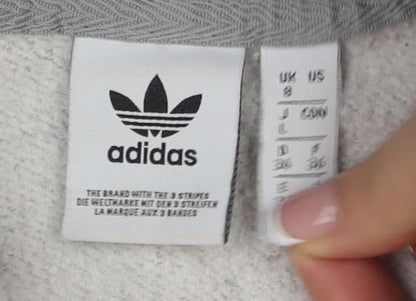 adidas
THE BRAND WITH THE 3 STRIPES
DIE WELTMARKE MIT DEN 3 STREIFEN
LA MARQUE AUX 3 BANDES
UK US
8
J
L
D F
36 36
E